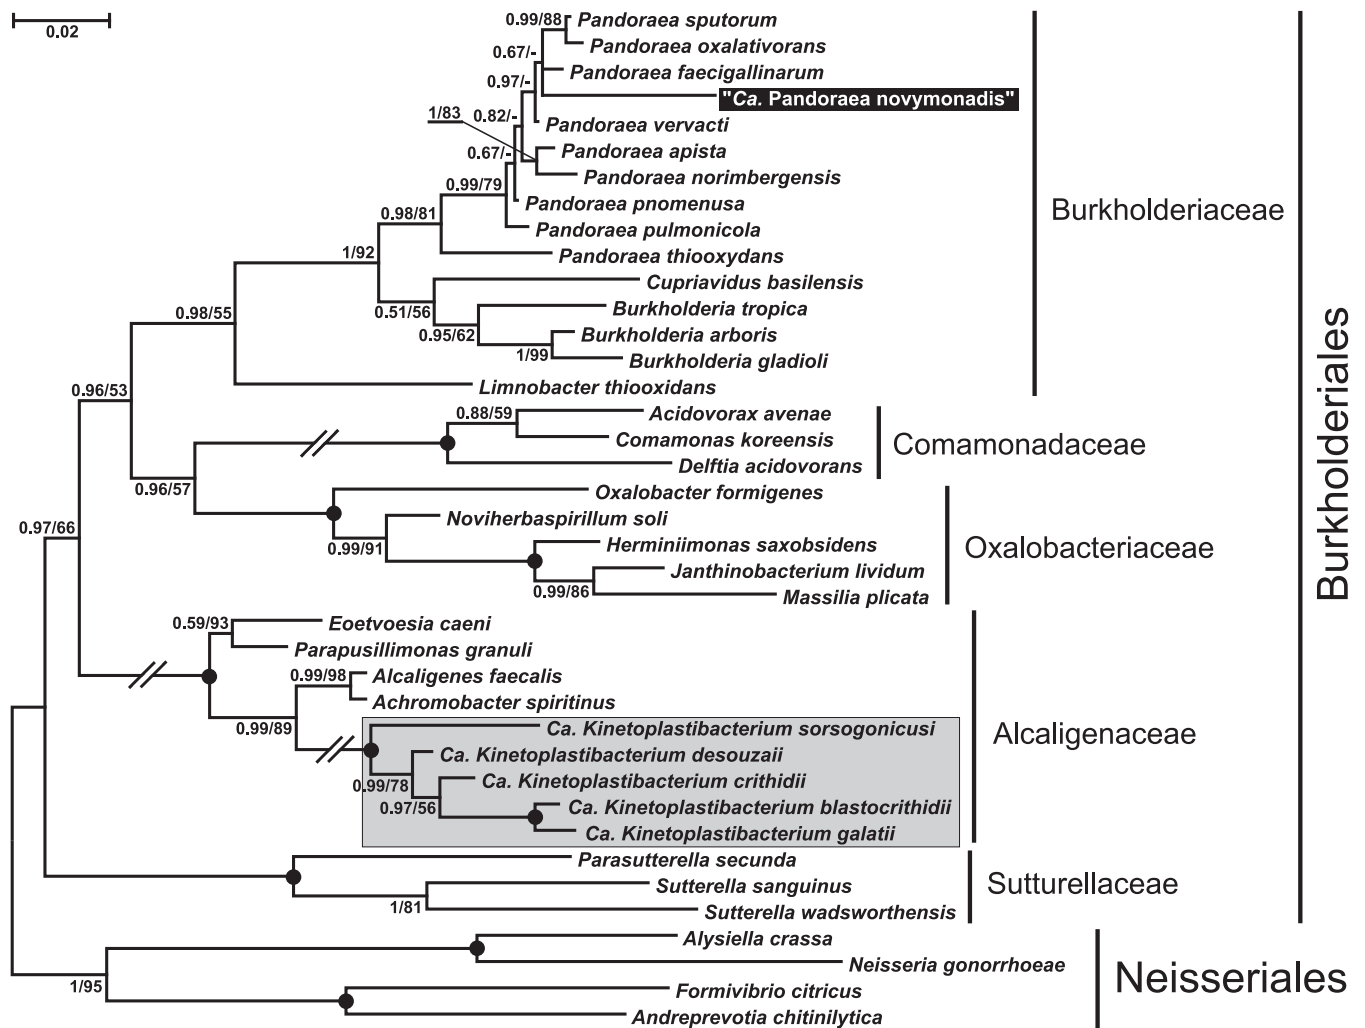 0.02
0.99/88
Pandoraea sputorum
Pandoraea oxalativorans
0.67/-
Pandoraea faecigallinarum
0.97/-
"Ca. Pandoraea novymonadis"
1/83
0.82/-
Pandoraea vervacti
0.67/-
Pandoraea apista
Pandoraea norimbergensis
0.99/79
Pandoraea pnomenusa
0.98/81
Pandoraea pulmonicola
Burkholderiaceae
1/92
Pandoraea thiooxydans
Cupriavidus basilensis
0.51/56
Burkholderia tropica
0.98/55
0.95/62
Burkholderia arboris
1/99
Burkholderia gladioli
0.96/53
Limnobacter thiooxidans
0.88/59
Acidovorax avenae
Comamonas koreensis
Comamonadaceae
Delftia acidovorans
0.96/57
Oxalobacter formigenes
Noviherbaspirillum soli
0.97/66
0.99/91
Herminiimonas saxobsidens
Oxalobacteriaceae
Janthinobacterium lividum
0.99/86
Massilia plicata
Burkholderiales
0.59/93
Eoetvoesia caeni
Parapusillimonas granuli
0.99/98
Alcaligenes faecalis
Achromobacter spiritinus
0.99/89
Ca. Kinetoplastibacterium sorsogonicusi
Alcaligenaceae
Ca. Kinetoplastibacterium desouzaii
0.99/78
Ca. Kinetoplastibacterium crithidii
0.97/56
Ca. Kinetoplastibacterium blastocrithidii
Ca. Kinetoplastibacterium galatii
Parasutterella secunda
Sutterella sanguinus
Sutturellaceae
1/81
Sutterella wadsworthensis
Alysiella crassa
Neisseria gonorrhoeae
1/95
Neisseriales
Formivibrio citricus
Andreprevotia chitinilytica